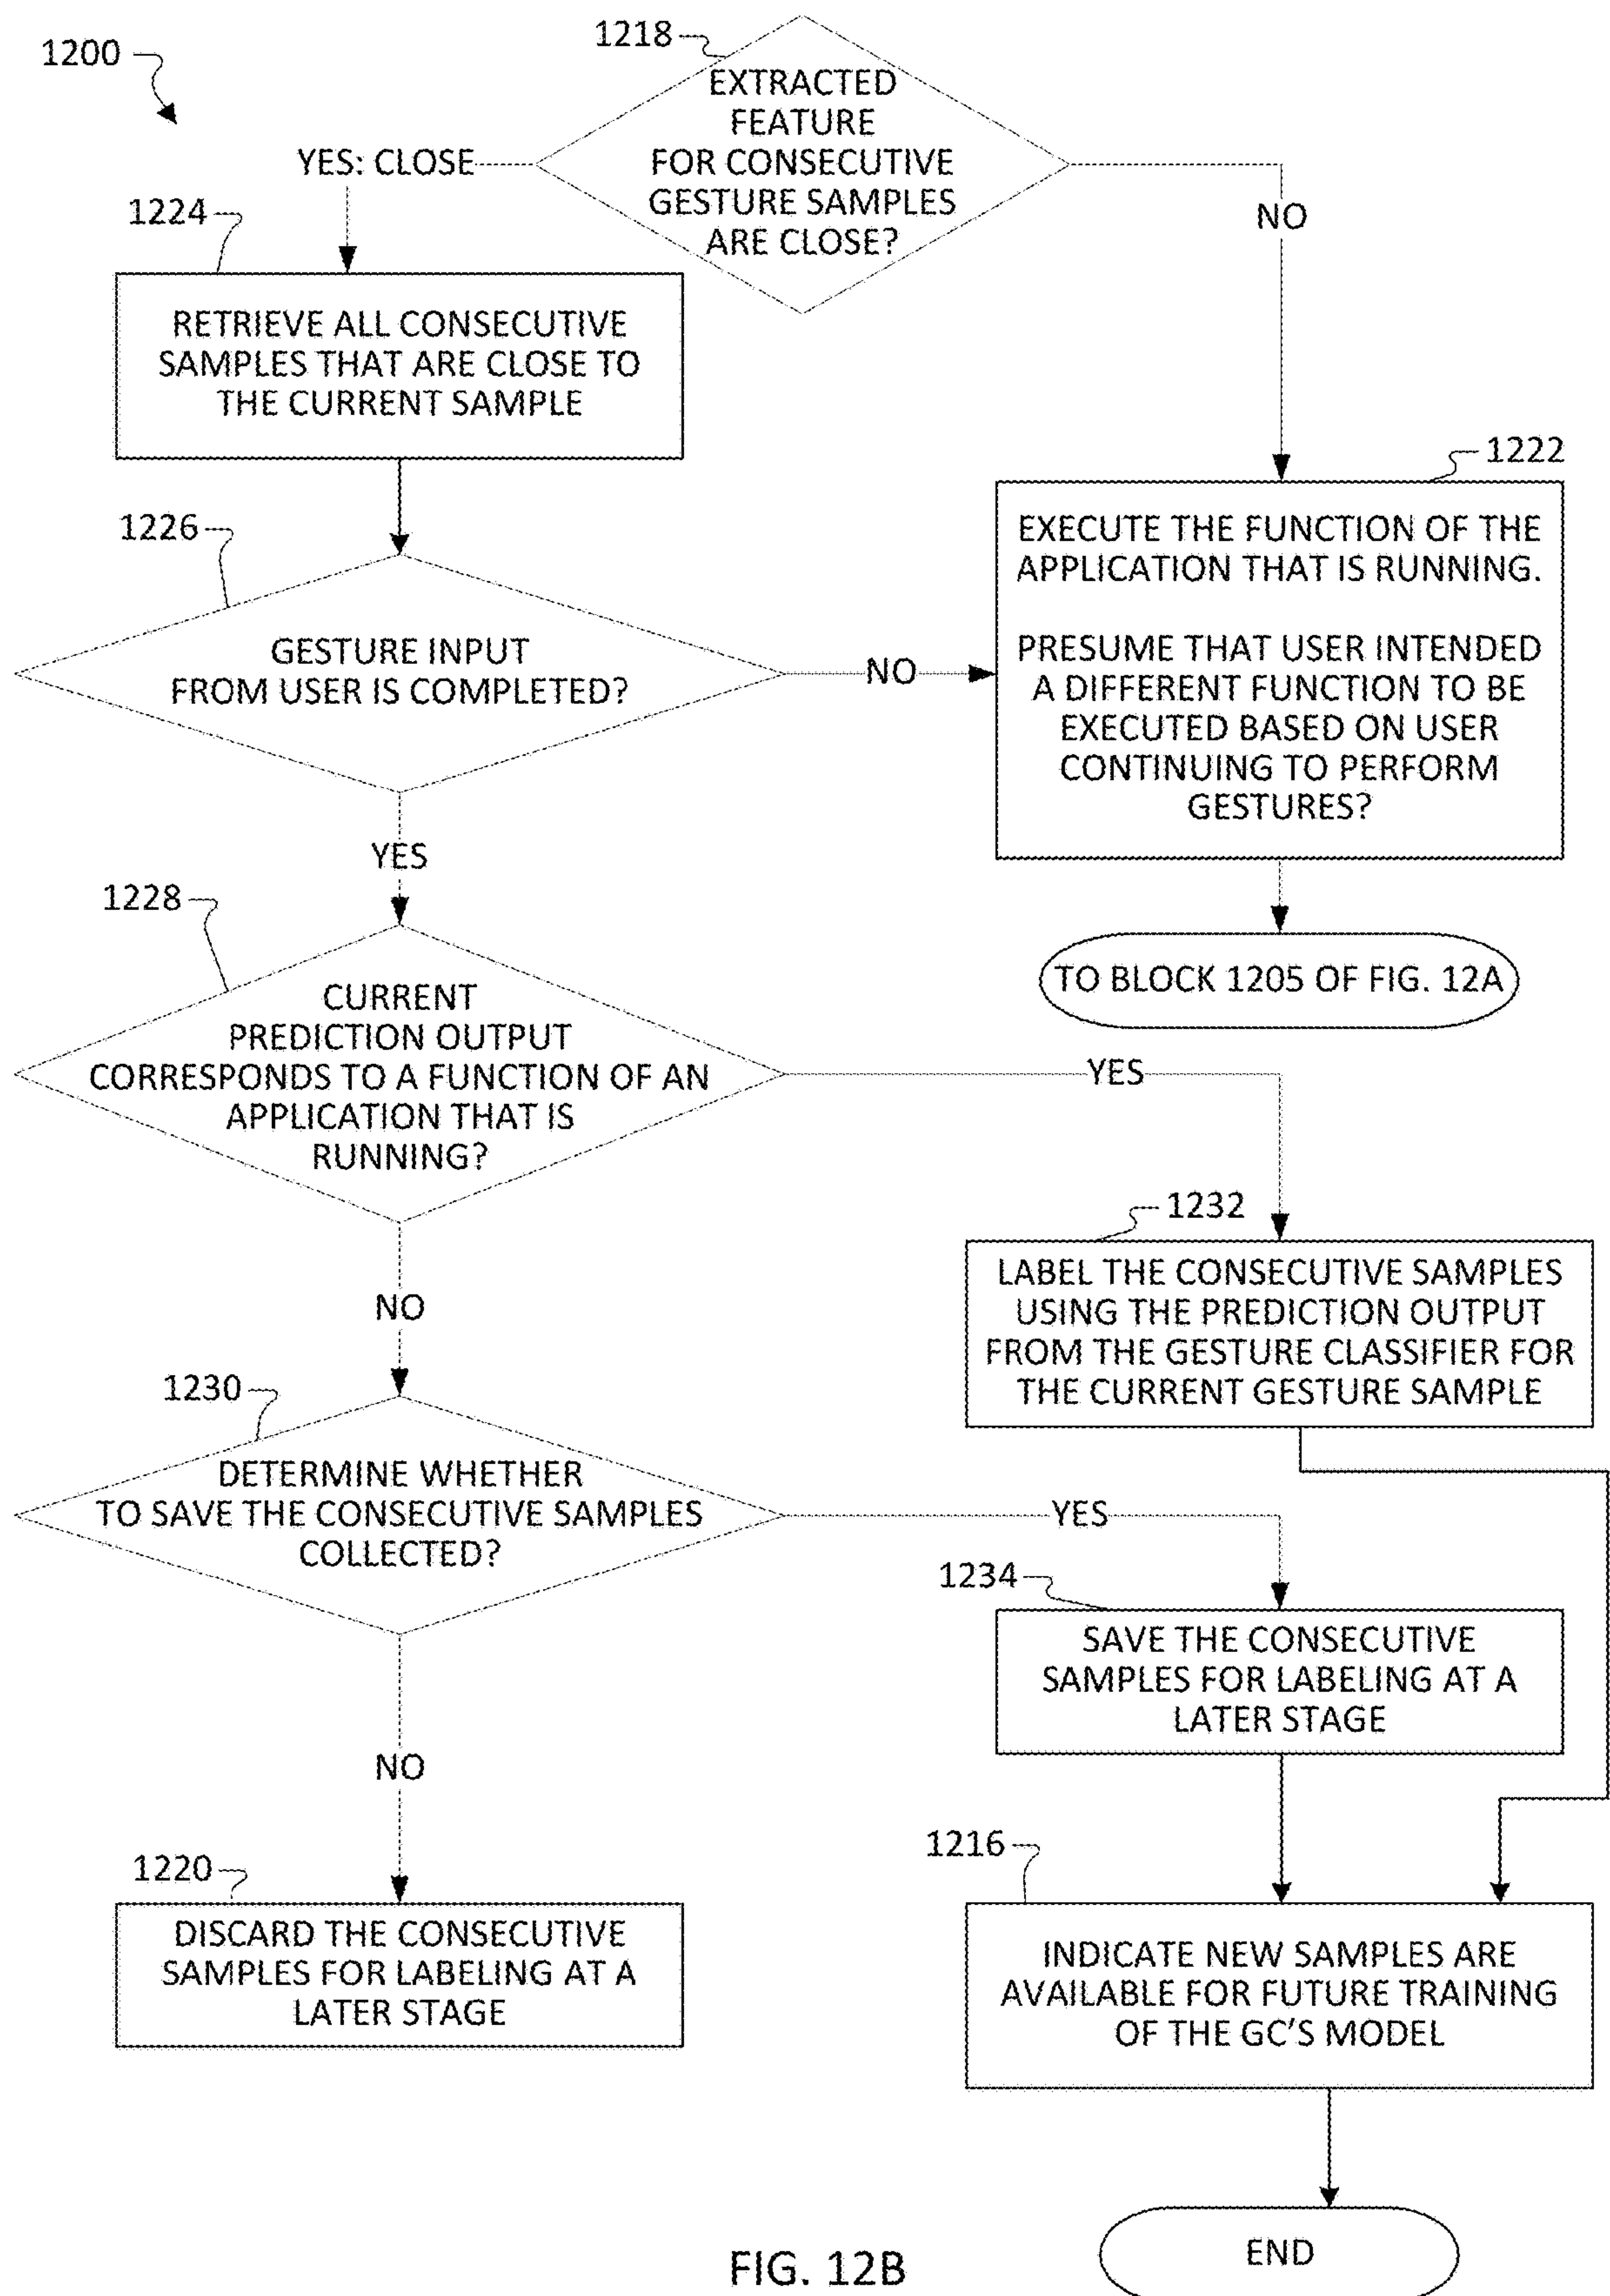 1200
1218
EXTRACTED
FEATURE
FOR CONSECUTIVE
GESTURE SAMPLES
ARE CLOSE?
YES: CLOSE
NO
1224
RETRIEVE ALL CONSECUTIVE
SAMPLES THAT ARE CLOSE TO
THE CURRENT SAMPLE
1222
EXECUTE THE FUNCTION OF THE
APPLICATION THAT IS RUNNING.
PRESUME THAT USER INTENDED
A DIFFERENT FUNCTION TO BE
EXECUTED BASED ON USER
CONTINUING TO PERFORM
GESTURES?
1226
GESTURE INPUT
FROM USER IS COMPLETED?
NO
YES
TO BLOCK 1205 OF FIG. 12A
1228
CURRENT
PREDICTION OUTPUT
CORRESPONDS TO A FUNCTION OF AN
APPLICATION THAT IS
RUNNING?
YES
NO
1232
LABEL THE CONSECUTIVE SAMPLES
USING THE PREDICTION OUTPUT
FROM THE GESTURE CLASSIFIER FOR
THE CURRENT GESTURE SAMPLE
1230
DETERMINE WHETHER
TO SAVE THE CONSECUTIVE SAMPLES
COLLECTED?
YES
NO
1234
SAVE THE CONSECUTIVE
SAMPLES FOR LABELING AT A
LATER STAGE
1220
DISCARD THE CONSECUTIVE
SAMPLES FOR LABELING AT A
LATER STAGE
1216
INDICATE NEW SAMPLES ARE
AVAILABLE FOR FUTURE TRAINING
OF THE GC'S MODEL
END
FIG. 12B